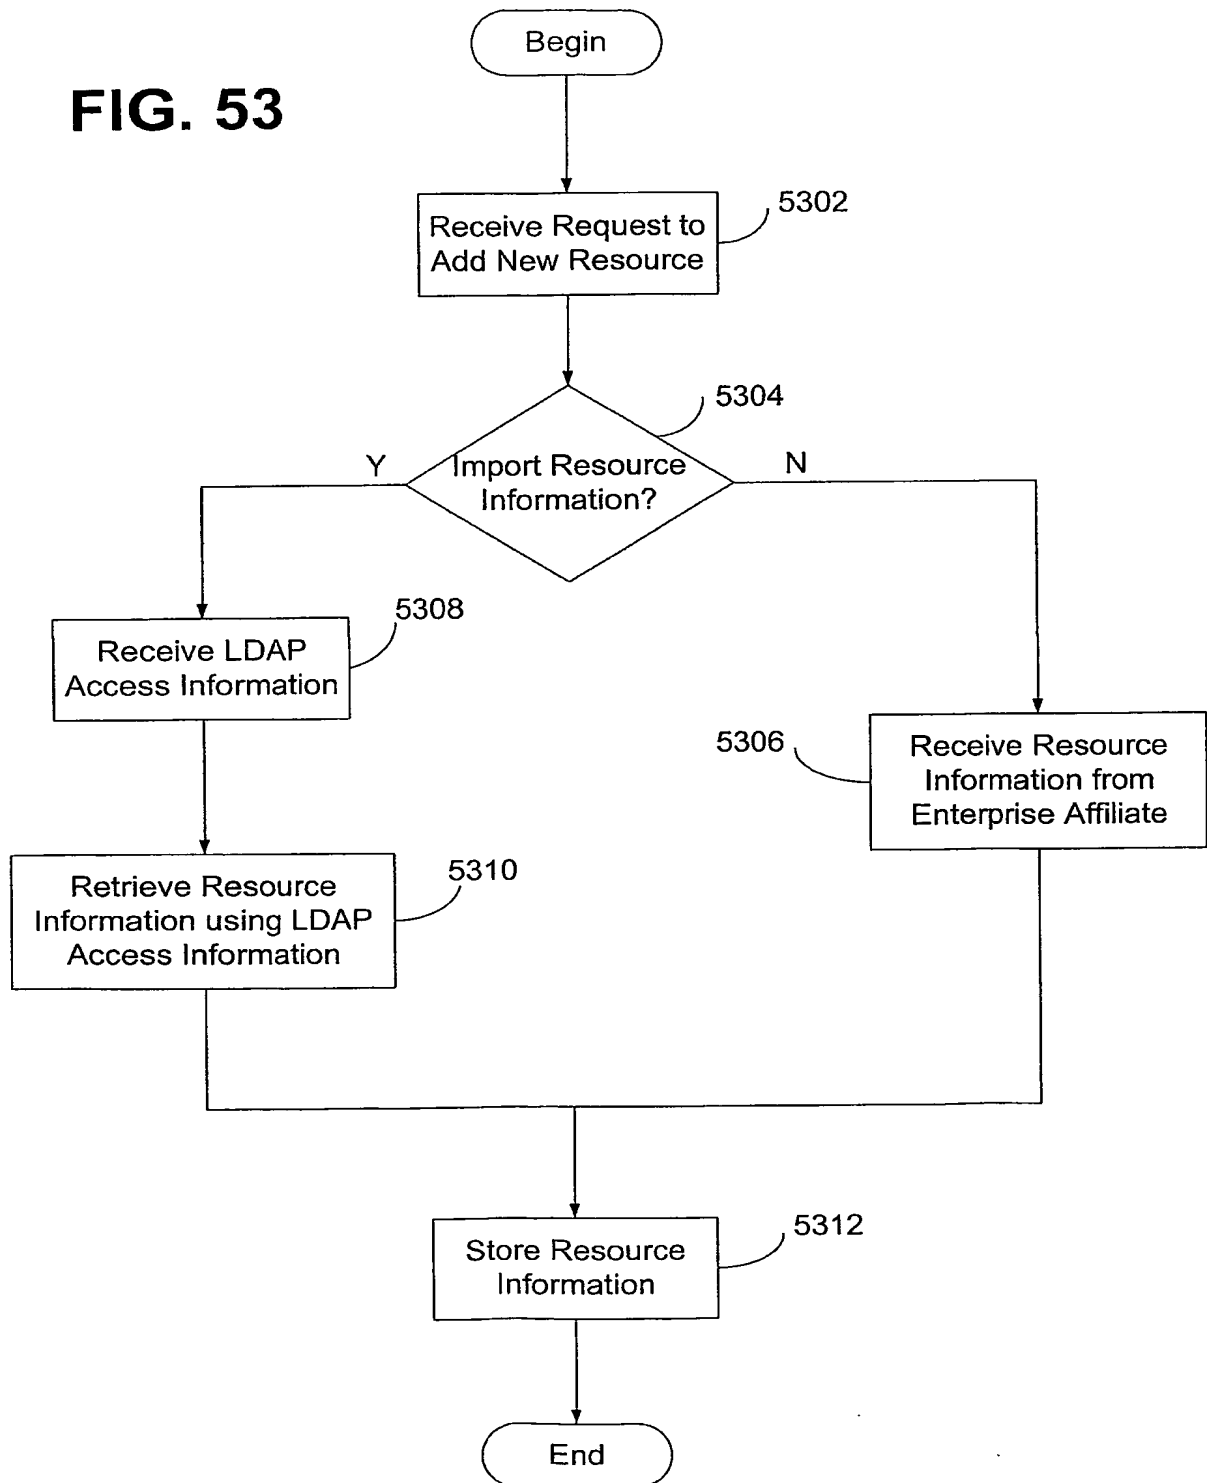 Begin
FIG. 53
5302
Receive Request to
Add New Resource
5304
Y
Import Resource
Information?
N
5308
Receive LDAP
Access Information
5306
Receive Resource
Information from
Enterprise Affiliate
5310
Retrieve Resource
Information using LDAP
Access Information
5312
Store Resource
Information
End